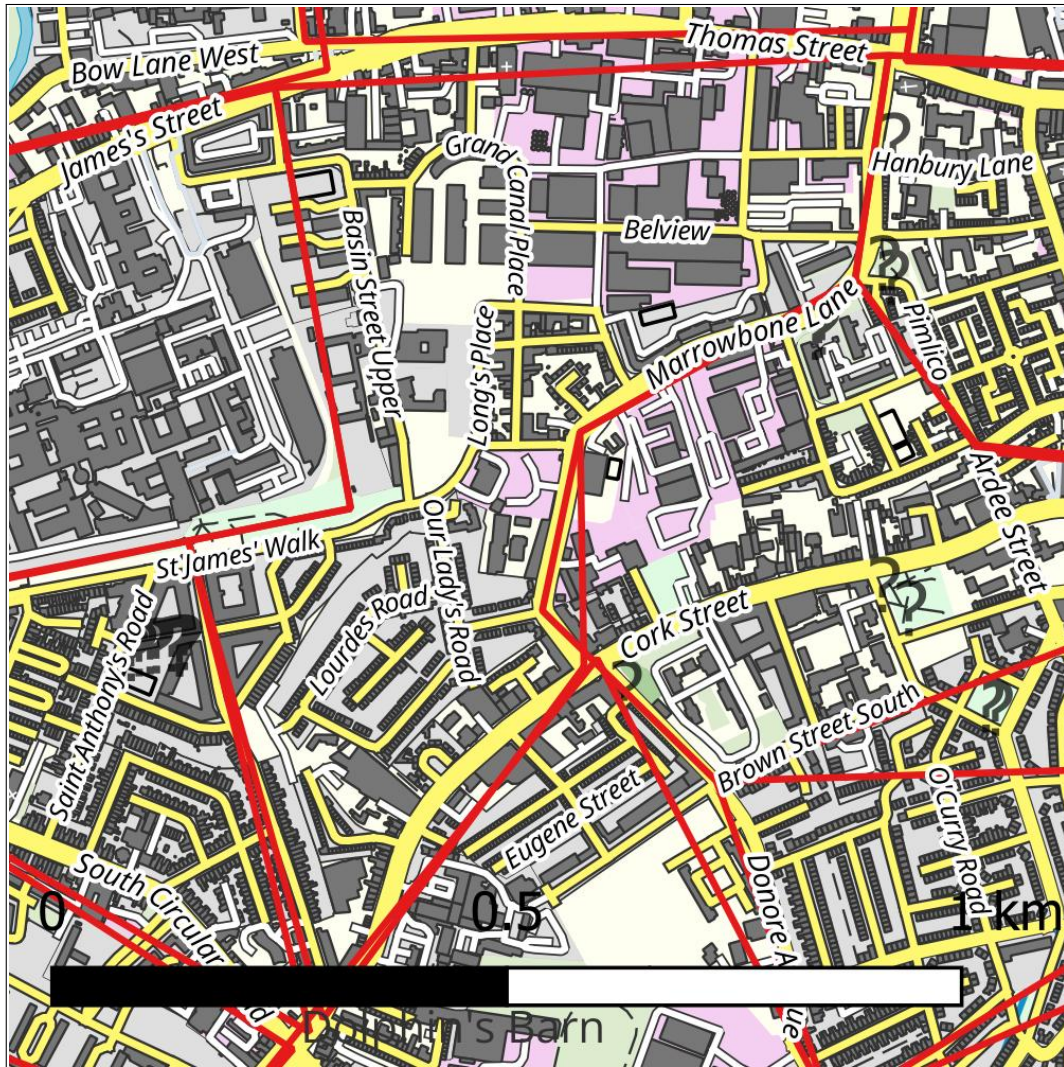 Thomas Street
Bow Lane West
James's Street
Grand Canal Place
Hanbury Lane
Basin Street Upper
Belview
Long's Place
Marrowbone Lane
Pimlico
Ardee Street
Our Lady's Road
St James' Walk
Saint Anthony's Road
Lourdes Road
Cork Street
Brown Street South
Eugene Street
O'Curry Road
South Circular
Donore A
0 0.5 1 km
Dolphin's Barn